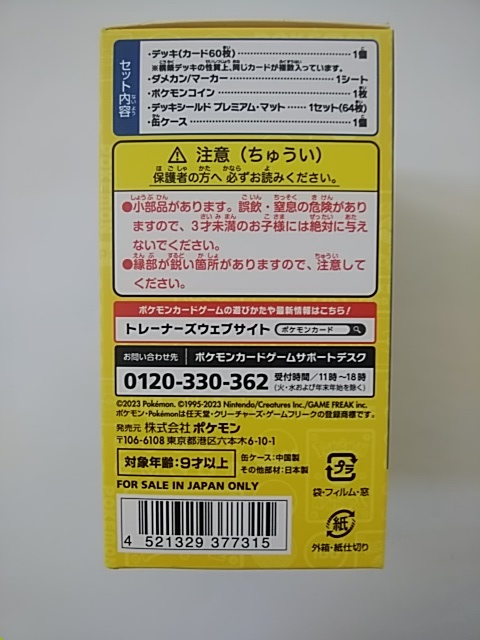 セット内容
・デッキ(カード60枚)……1個
※構築デッキの性質上、同じカードが複数入っています。
・ダメカン/マーカー……1シート
・ポケモンコイン……1枚
・デッキシールド プレミアム・マット……1セット(64枚)
・缶ケース……1個
⚠ 注意（ちゅうい）
保護者の方へ 必ずお読みください。
●小部品があります。誤飲・窒息の危険があり
ますので、3才未満のお子様には絶対に与え
ないでください。
●縁部が鋭い箇所がありますので、注意して
ください。
ポケモンカードゲームの遊びかたや最新情報はこちら!
トレーナーズウェブサイト ポケモンカード
お問い合わせ先 ポケモンカードゲームサポートデスク
0120-330-362 受付時間/11時～18時
(火・水および年末年始を除く)
©2023 Pokémon. ©1995-2023 Nintendo/Creatures Inc./GAME FREAK inc.
ポケモン・Pokémonは任天堂・クリーチャーズ・ゲームフリークの登録商標です。
発売元 株式会社ポケモン
〒106-6108 東京都港区六本木6-10-1
対象年齢:9才以上 缶ケース:中国製
その他部材:日本製
FOR SALE IN JAPAN ONLY
プラ
袋・フィルム・窓
紙
外箱・紙仕切り
4 521329 377315